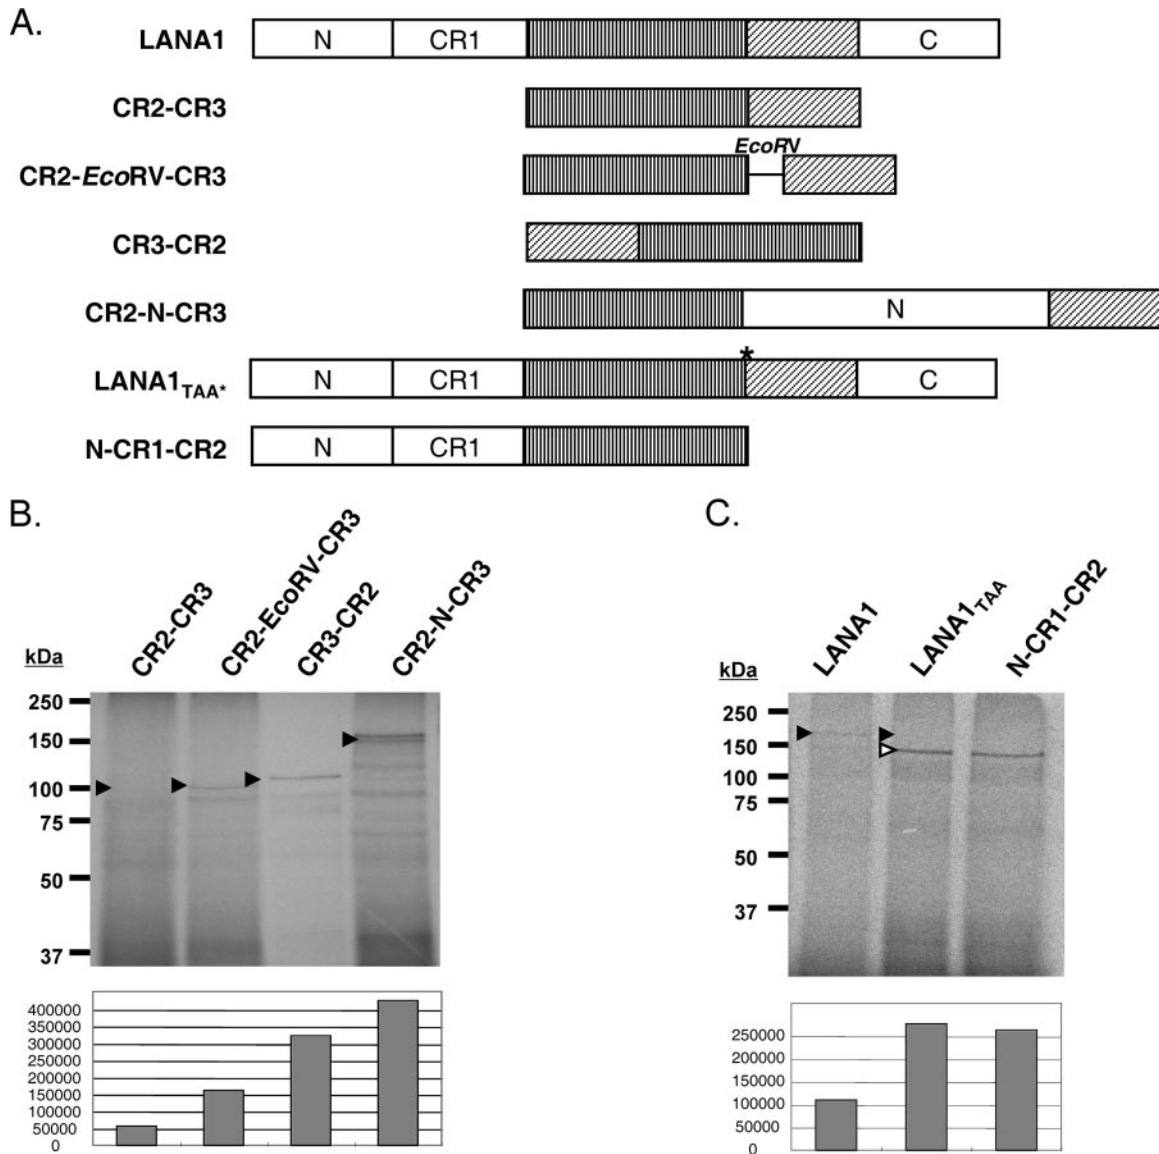 A.
LANA1
N CR1 C
CR2-CR3
EcoRV
CR2-EcoRV-CR3
CR3-CR2
CR2-N-CR3
N
*
LANA1TAA*
N CR1 C
N-CR1-CR2
N CR1
B.
kDa
CR2-CR3
CR2-EcoRV-CR3
CR3-CR2
CR2-N-CR3
250
150
100
75
50
37
400000
350000
300000
250000
200000
150000
100000
50000
0
C.
kDa
LANA1
LANA1TAA
N-CR1-CR2
250
150
100
75
50
37
250000
200000
150000
100000
50000
0